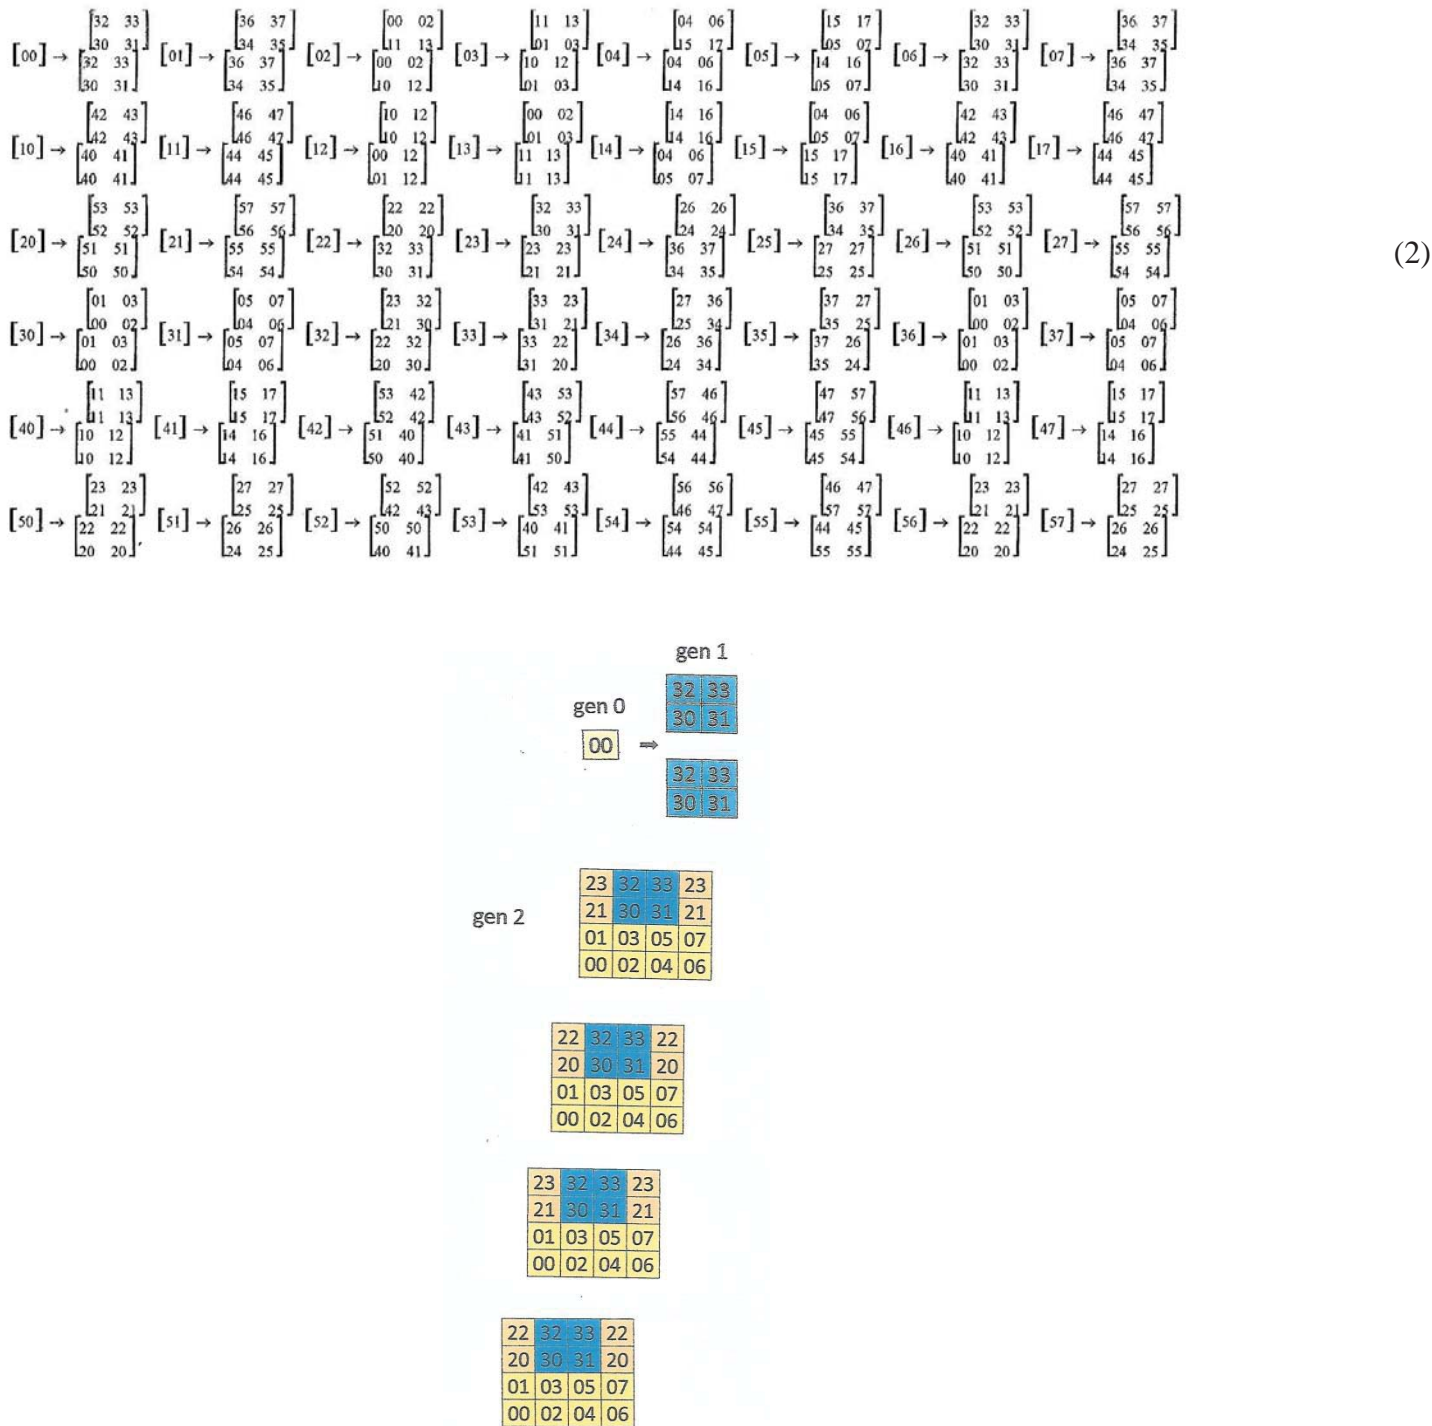 32 33 36 37 00 02 11 13 04 06 15 17 32 33 36 37
30 31 34 35 11 13 01 03 15 17 05 07 30 31 34 35
[00] → 32 33 [01] → 36 37 [02] → 00 02 [03] → 10 12 [04] → 04 06 [05] → 14 16 [06] → 32 33 [07] → 36 37
30 31 34 35 10 12 01 03 14 16 05 07 30 31 34 35
42 43 46 47 10 12 00 02 14 16 04 06 42 43 46 47
42 43 46 47 10 12 01 03 14 16 05 07 42 43 46 47
[10] → 40 41 [11] → 44 45 [12] → 00 12 [13] → 11 13 [14] → 04 06 [15] → 15 17 [16] → 40 41 [17] → 44 45
40 41 44 45 01 12 11 13 05 07 15 17 40 41 44 45
53 53 57 57 22 22 32 33 26 26 36 37 53 53 57 57
52 52 56 56 20 20 30 31 24 24 34 35 52 52 56 56
[20] → 51 51 [21] → 55 55 [22] → 32 33 [23] → 23 23 [24] → 36 37 [25] → 27 27 [26] → 51 51 [27] → 55 55 (2)
50 50 54 54 30 31 21 21 34 35 25 25 50 50 54 54
01 03 05 07 23 32 33 23 27 36 37 27 01 03 05 07
00 02 04 06 21 30 31 21 25 34 35 25 00 02 04 06
[30] → 01 03 [31] → 05 07 [32] → 22 32 [33] → 33 22 [34] → 26 36 [35] → 37 26 [36] → 01 03 [37] → 05 07
00 02 04 06 20 30 31 20 24 34 35 24 00 02 04 06
11 13 15 17 53 42 43 53 57 46 47 57 11 13 15 17
11 13 15 17 52 42 43 52 56 46 47 56 11 13 15 17
[40] → 10 12 [41] → 14 16 [42] → 51 40 [43] → 41 51 [44] → 55 44 [45] → 45 55 [46] → 10 12 [47] → 14 16
10 12 14 16 50 40 41 50 54 44 45 54 10 12 14 16
23 23 27 27 52 52 42 43 56 56 46 47 23 23 27 27
21 21 25 25 42 43 53 53 46 47 57 57 21 21 25 25
[50] → 22 22 [51] → 26 26 [52] → 50 50 [53] → 40 41 [54] → 54 54 [55] → 44 45 [56] → 22 22 [57] → 26 26
20 20, 24 25 40 41 51 51 44 45 55 55 20 20 24 25
gen 1
32 33
gen 0
30 31
00 ⇒
32 33
30 31
23 32 33 23
gen 2
21 30 31 21
01 03 05 07
00 02 04 06
22 32 33 22
20 30 31 20
01 03 05 07
00 02 04 06
23 32 33 23
21 30 31 21
01 03 05 07
00 02 04 06
22 32 33 22
20 30 31 20
01 03 05 07
00 02 04 06